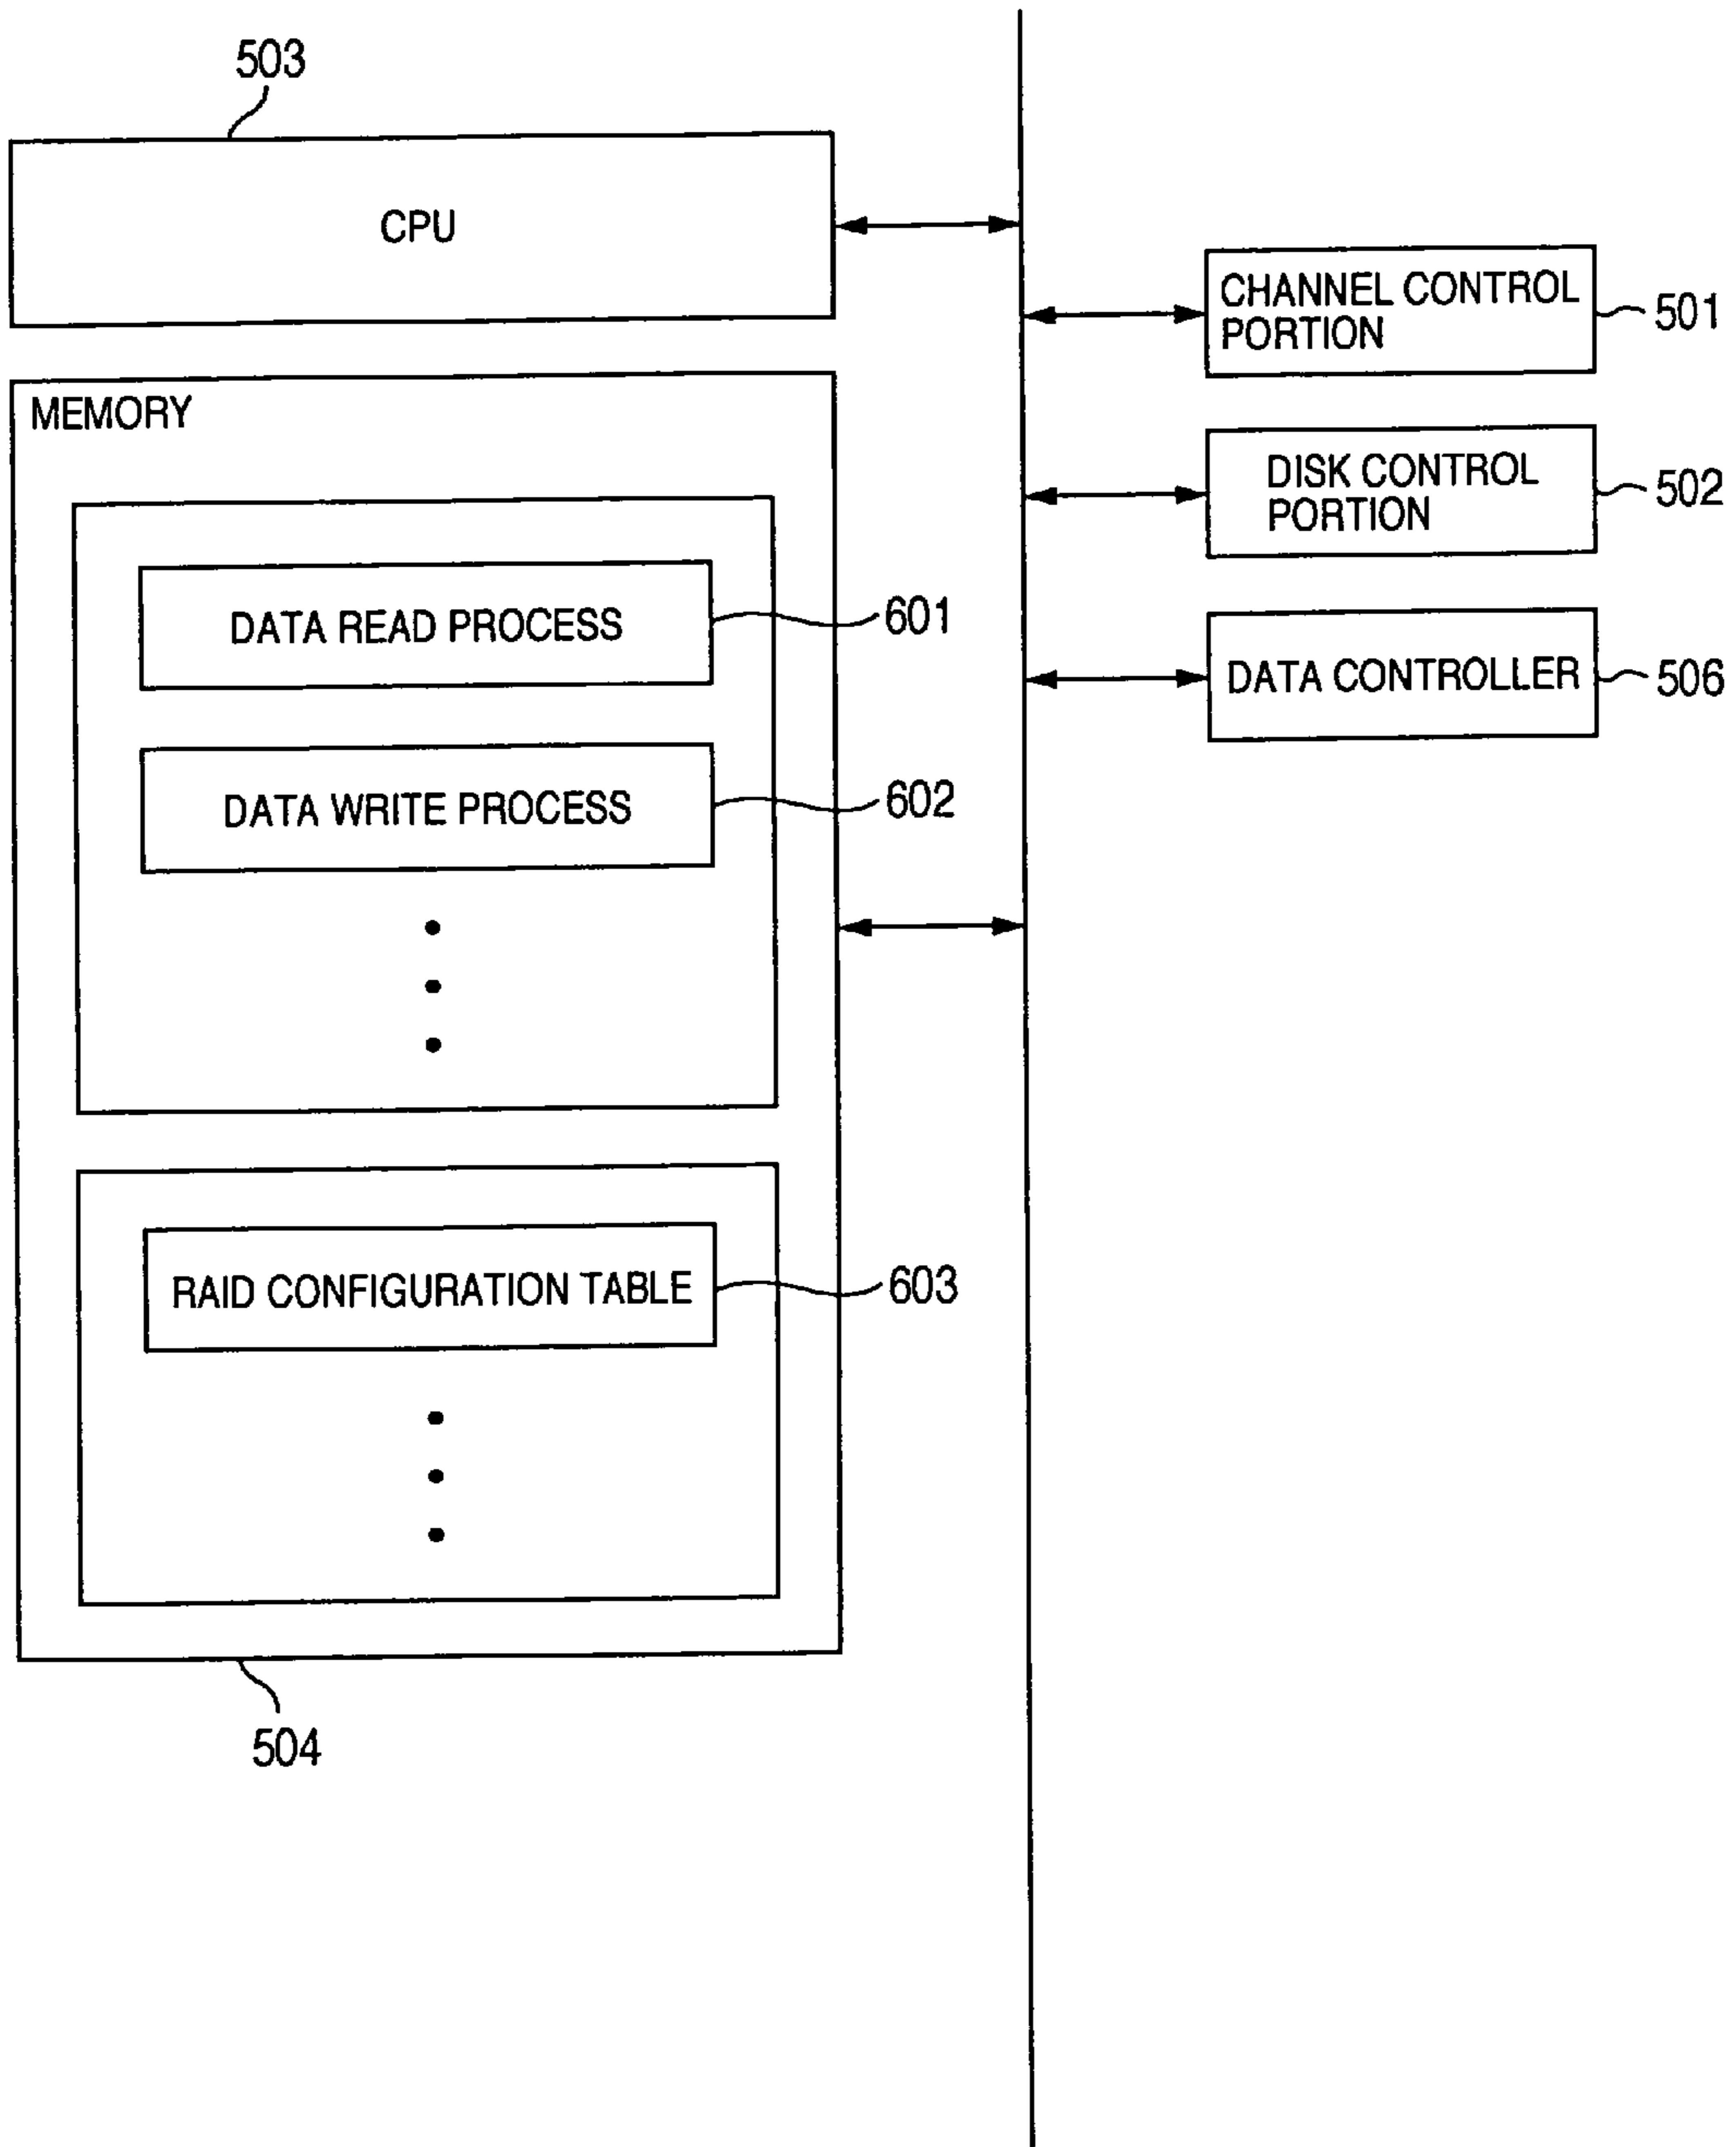 503
CPU
CHANNEL CONTROL
PORTION
501
MEMORY
DISK CONTROL
PORTION
502
DATA READ PROCESS
601
DATA CONTROLLER
506
DATA WRITE PROCESS
602
RAID CONFIGURATION TABLE
603
504